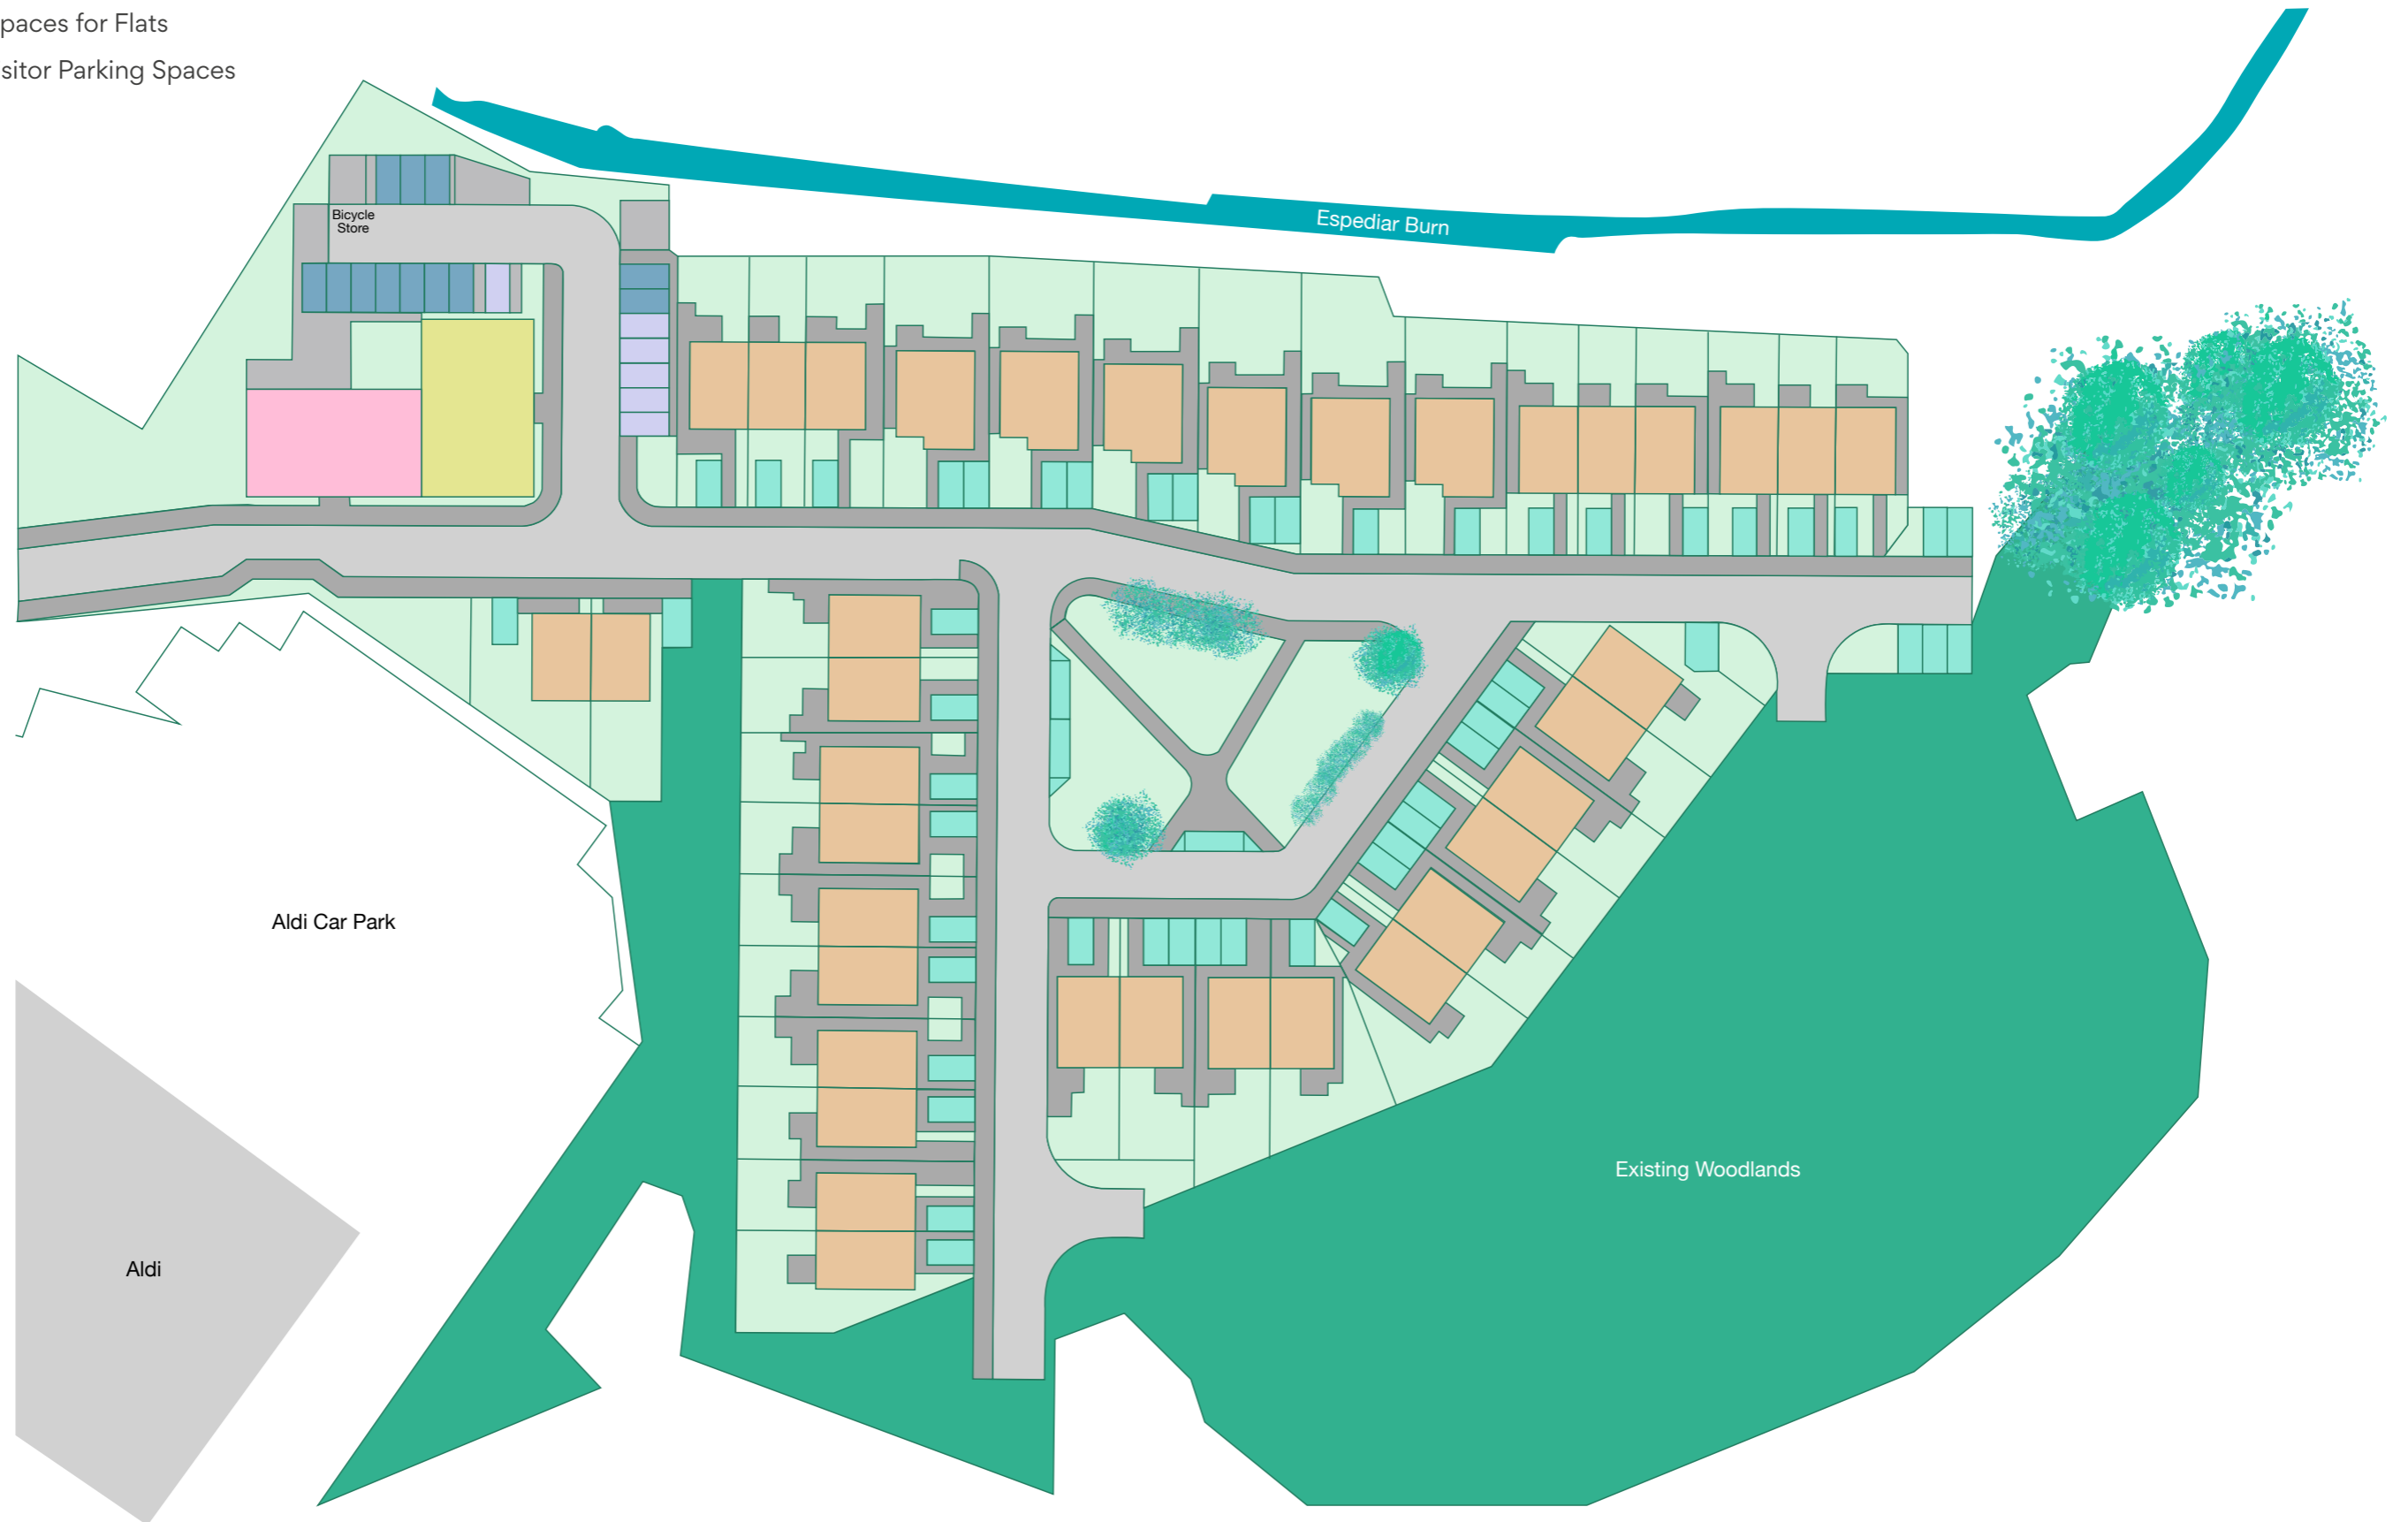 paces for Flats
sitor Parking Spaces
Bicycle
Store
Espediar Burn
Aldi Car Park
Existing Woodlands
Aldi